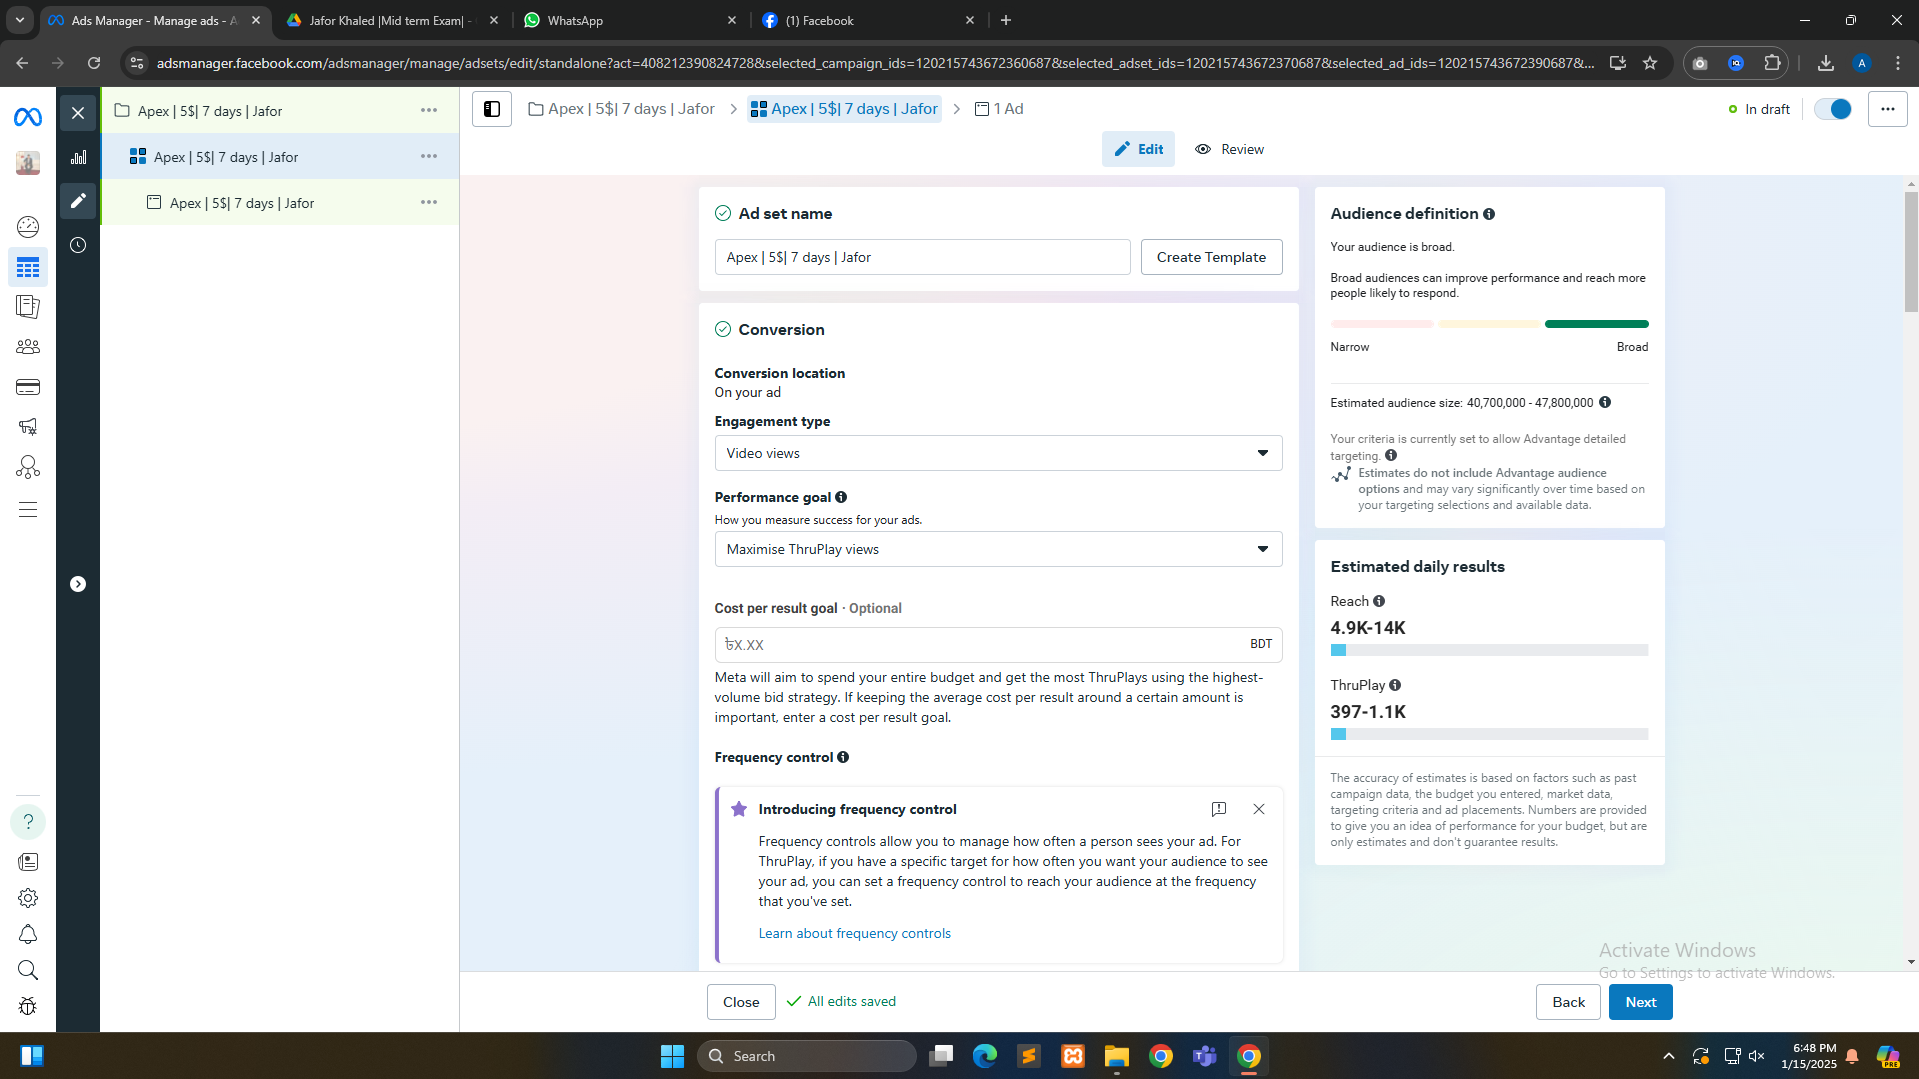 Ads Manager - Manage ads - A
Jafor Khaled |Mid term Exam| -
WhatsApp
(1) Facebook
adsmanager.facebook.com/adsmanager/manage/adsets/edit/standalone?act=408212390824728&selected_campaign_ids=120215743672360687&selected_adset_ids=120215743672370687&selected_ad_ids=120215743672390687&...
A
Apex | 5$| 7 days | Jafor
Apex | 5$| 7 days | Jafor
Apex | 5$| 7 days | Jafor
Apex | 5$| 7 days | Jafor
Apex | 5$| 7 days | Jafor
1 Ad
In draft
Edit
Review
Ad set name
Apex | 5$| 7 days | Jafor
Create Template
Conversion
Conversion location
On your ad
Engagement type
Video views
Performance goal
How you measure success for your ads.
Maximise ThruPlay views
Cost per result goal · Optional
৳X.XX
BDT
Meta will aim to spend your entire budget and get the most ThruPlays using the highest-
volume bid strategy. If keeping the average cost per result around a certain amount is
important, enter a cost per result goal.
Frequency control
Introducing frequency control
Frequency controls allow you to manage how often a person sees your ad. For
ThruPlay, if you have a specific target for how often you want your audience to see
your ad, you can set a frequency control to reach your audience at the frequency
that you've set.
Learn about frequency controls
Audience definition
Your audience is broad.
Broad audiences can improve performance and reach more
people likely to respond.
Narrow
Broad
Estimated audience size: 40,700,000 - 47,800,000
Your criteria is currently set to allow Advantage detailed
targeting.
Estimates do not include Advantage audience
options and may vary significantly over time based on
your targeting selections and available data.
Estimated daily results
Reach
4.9K-14K
ThruPlay
397-1.1K
The accuracy of estimates is based on factors such as past
campaign data, the budget you entered, market data,
targeting criteria and ad placements. Numbers are provided
to give you an idea of performance for your budget, but are
only estimates and don't guarantee results.
Activate Windows
Go to Settings to activate Windows.
Close
All edits saved
Back
Next
Search
6:48 PM
1/15/2025
PRE